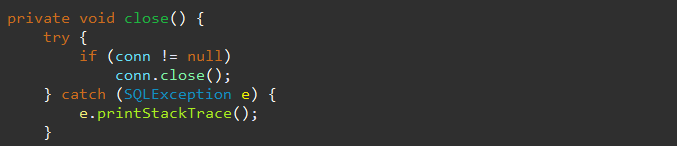 private void close() {
    try {
        if (conn != null)
            conn.close();
    } catch (SQLException e) {
        e.printStackTrace();
    }